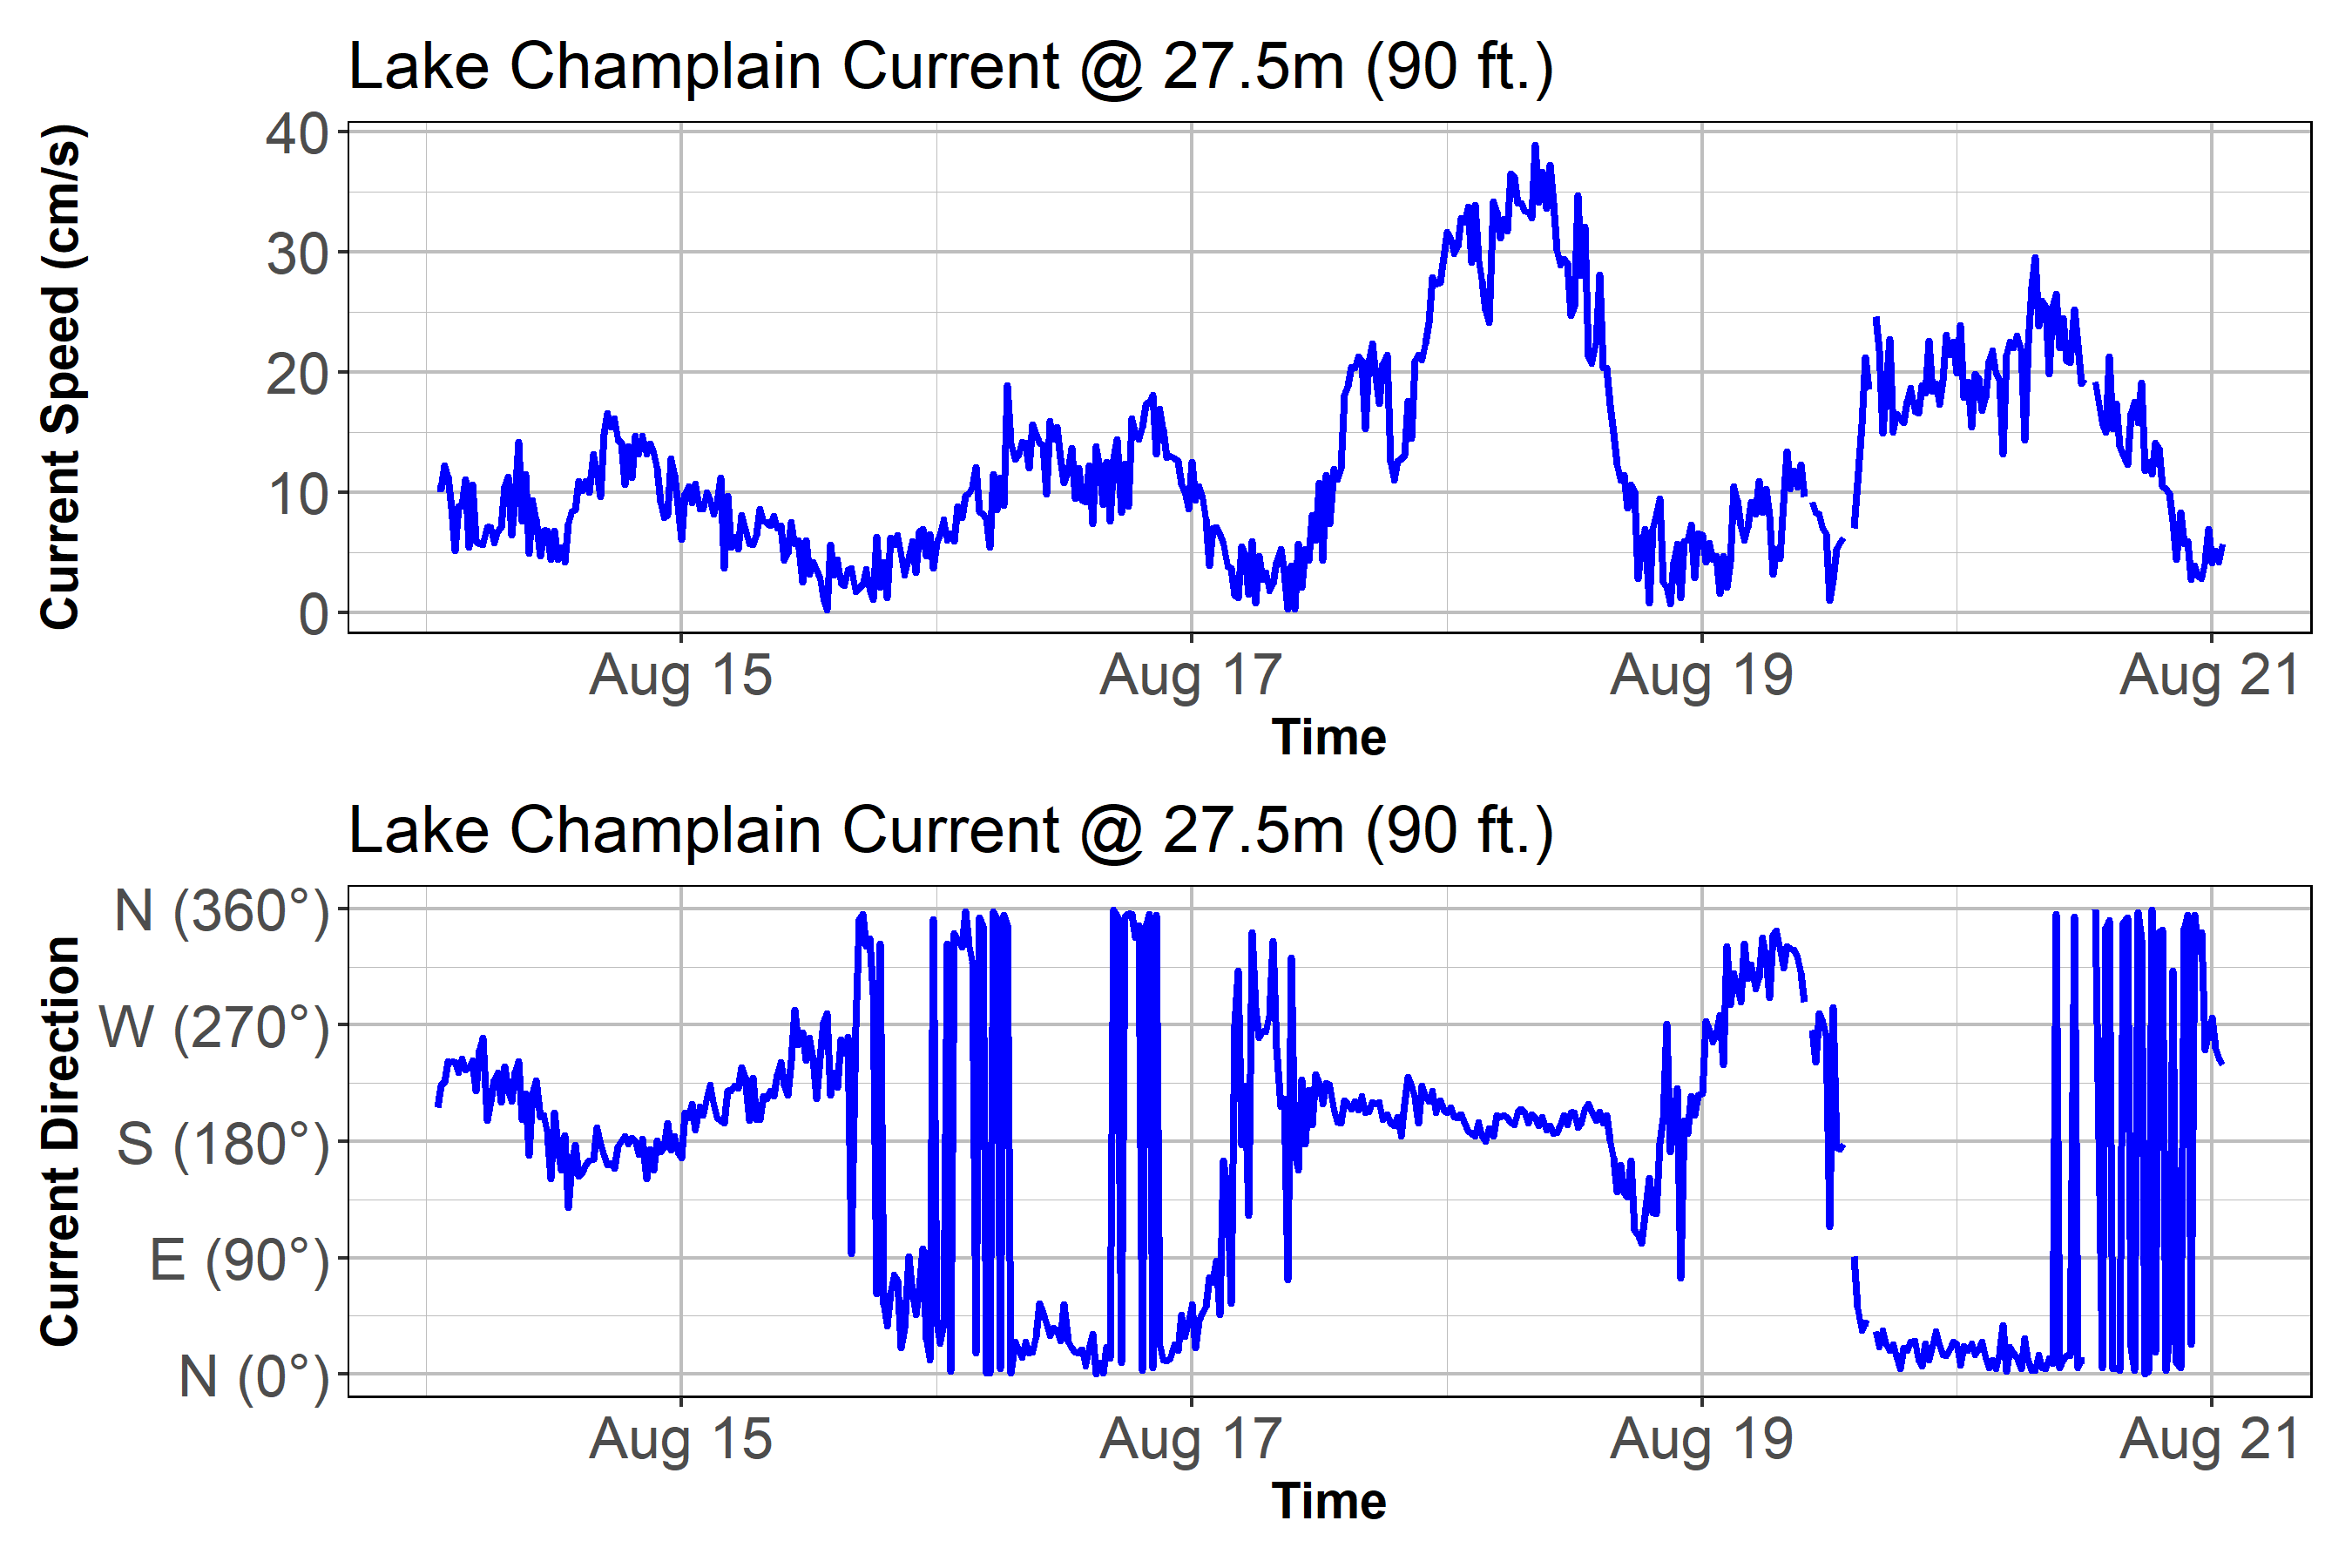 Lake Champlain Current @ 27.5m (90 ft.)
Current Speed (cm/s)
40
30
20
10
0
Aug 15 Aug 17 Aug 19 Aug 21
Time
Lake Champlain Current @ 27.5m (90 ft.)
Current Direction
N (360°)
W (270°)
S (180°)
E (90°)
N (0°)
Aug 15 Aug 17 Aug 19 Aug 21
Time